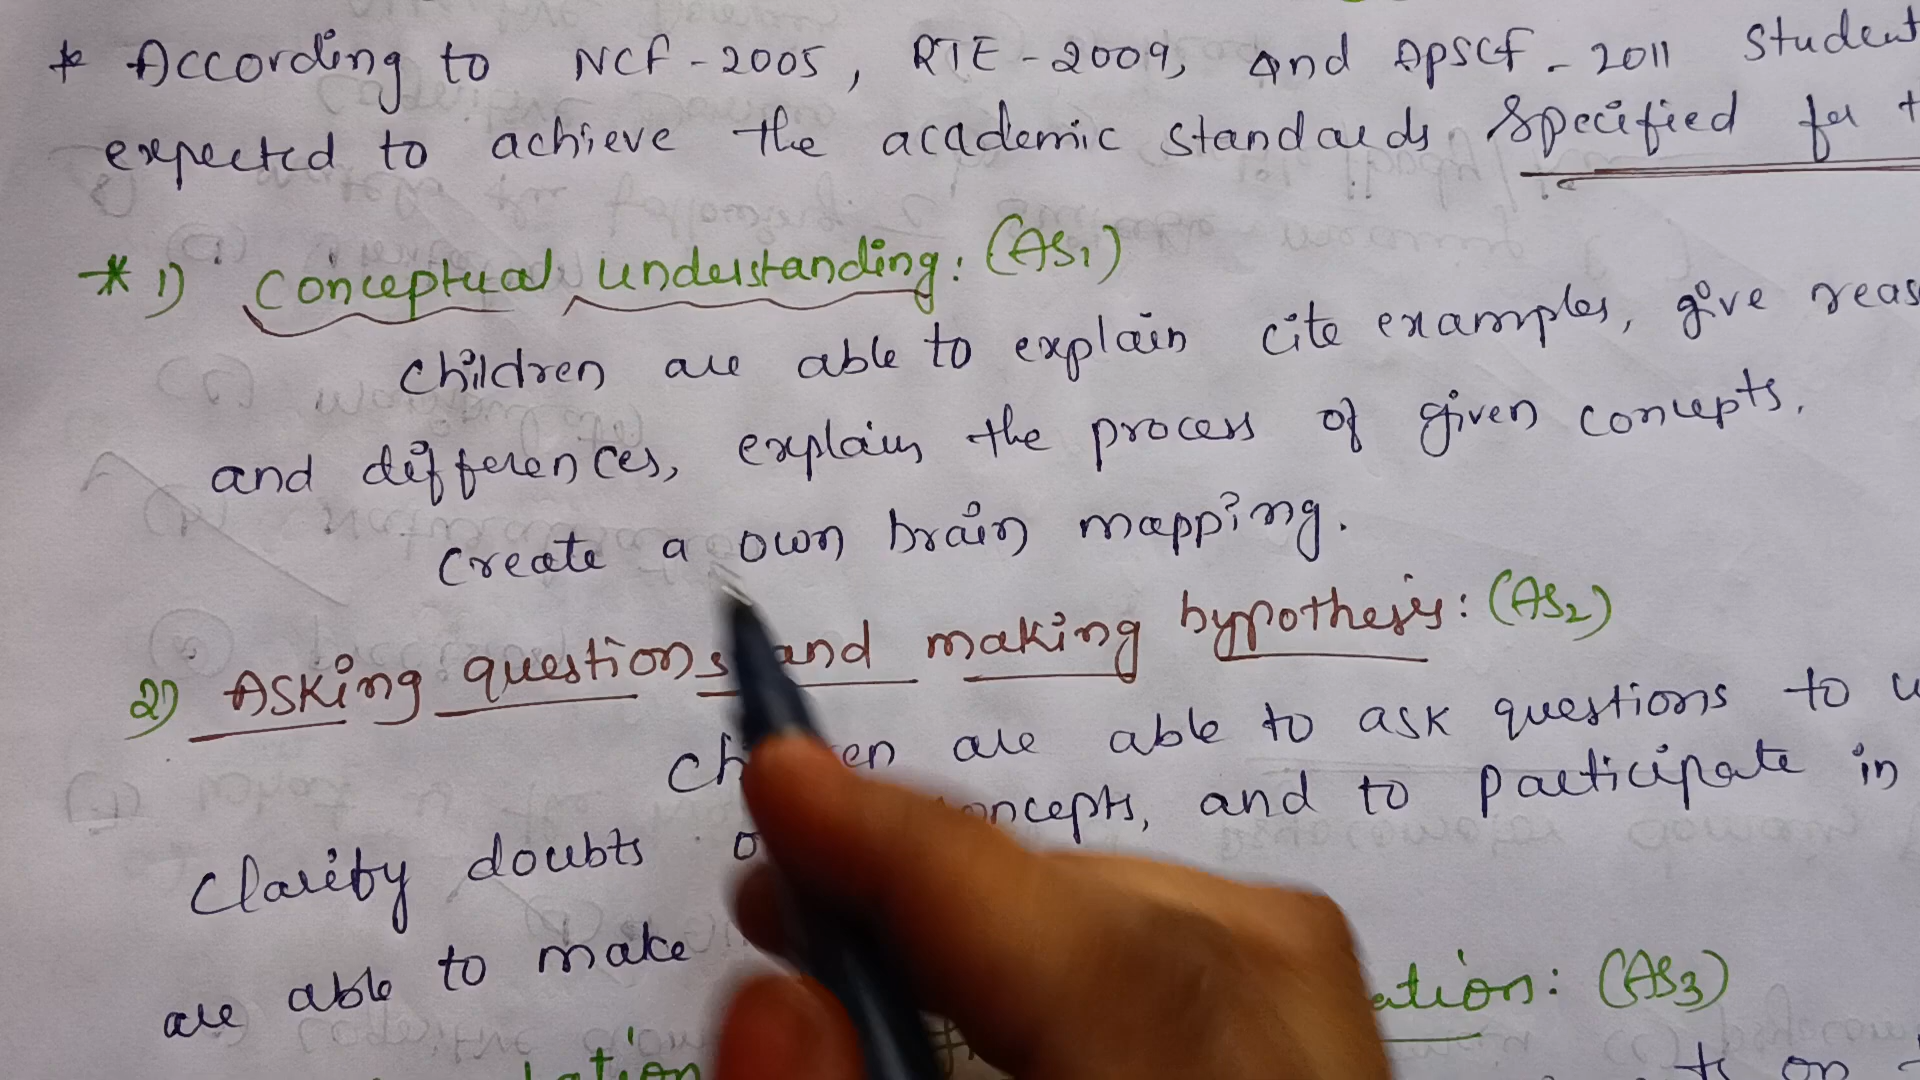 * According to NCF-2005, RTE-2009, and APSCF-2011 Student
expected to achieve the academic standards specified for
* 1) Conceptual understanding: (AS1)
children are able to explain cite examples, give
and differences, explain the process of given concepts.
create a own brain mapping.
2) Asking questions and making hypothesis: (AS2)
are able to ask questions to
Clarity doubts concepts, and to participate in
are able to make
(AS3)
on